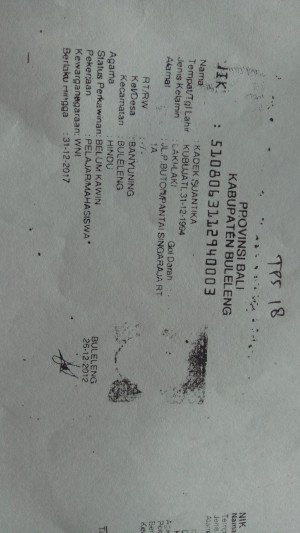 TPS 18
PROVINSI BALI
KABUPATEN BULELENG
NIK : 5108063112940003
Nama : KADEK SUANTIKA
Tempat/Tgl Lahir : KUBUJATI, 31-12-1994
Jenis Kelamin : LAKI-LAKI Gol Darah
Alamat : JL.P BUTON/PANTAI SINGARAJA RT
1A
RT/RW :
Kel/Desa : BANYUNING
Kecamatan : BULELENG
Agama : HINDU
Status Perkawinan: BELUM KAWIN
Pekerjaan : PELAJAR/MAHASISWA
Kewarganegaraan: WNI
Berlaku Hingga : 31-12-2017
BULELENG
25-12-2012
NIK
Nama